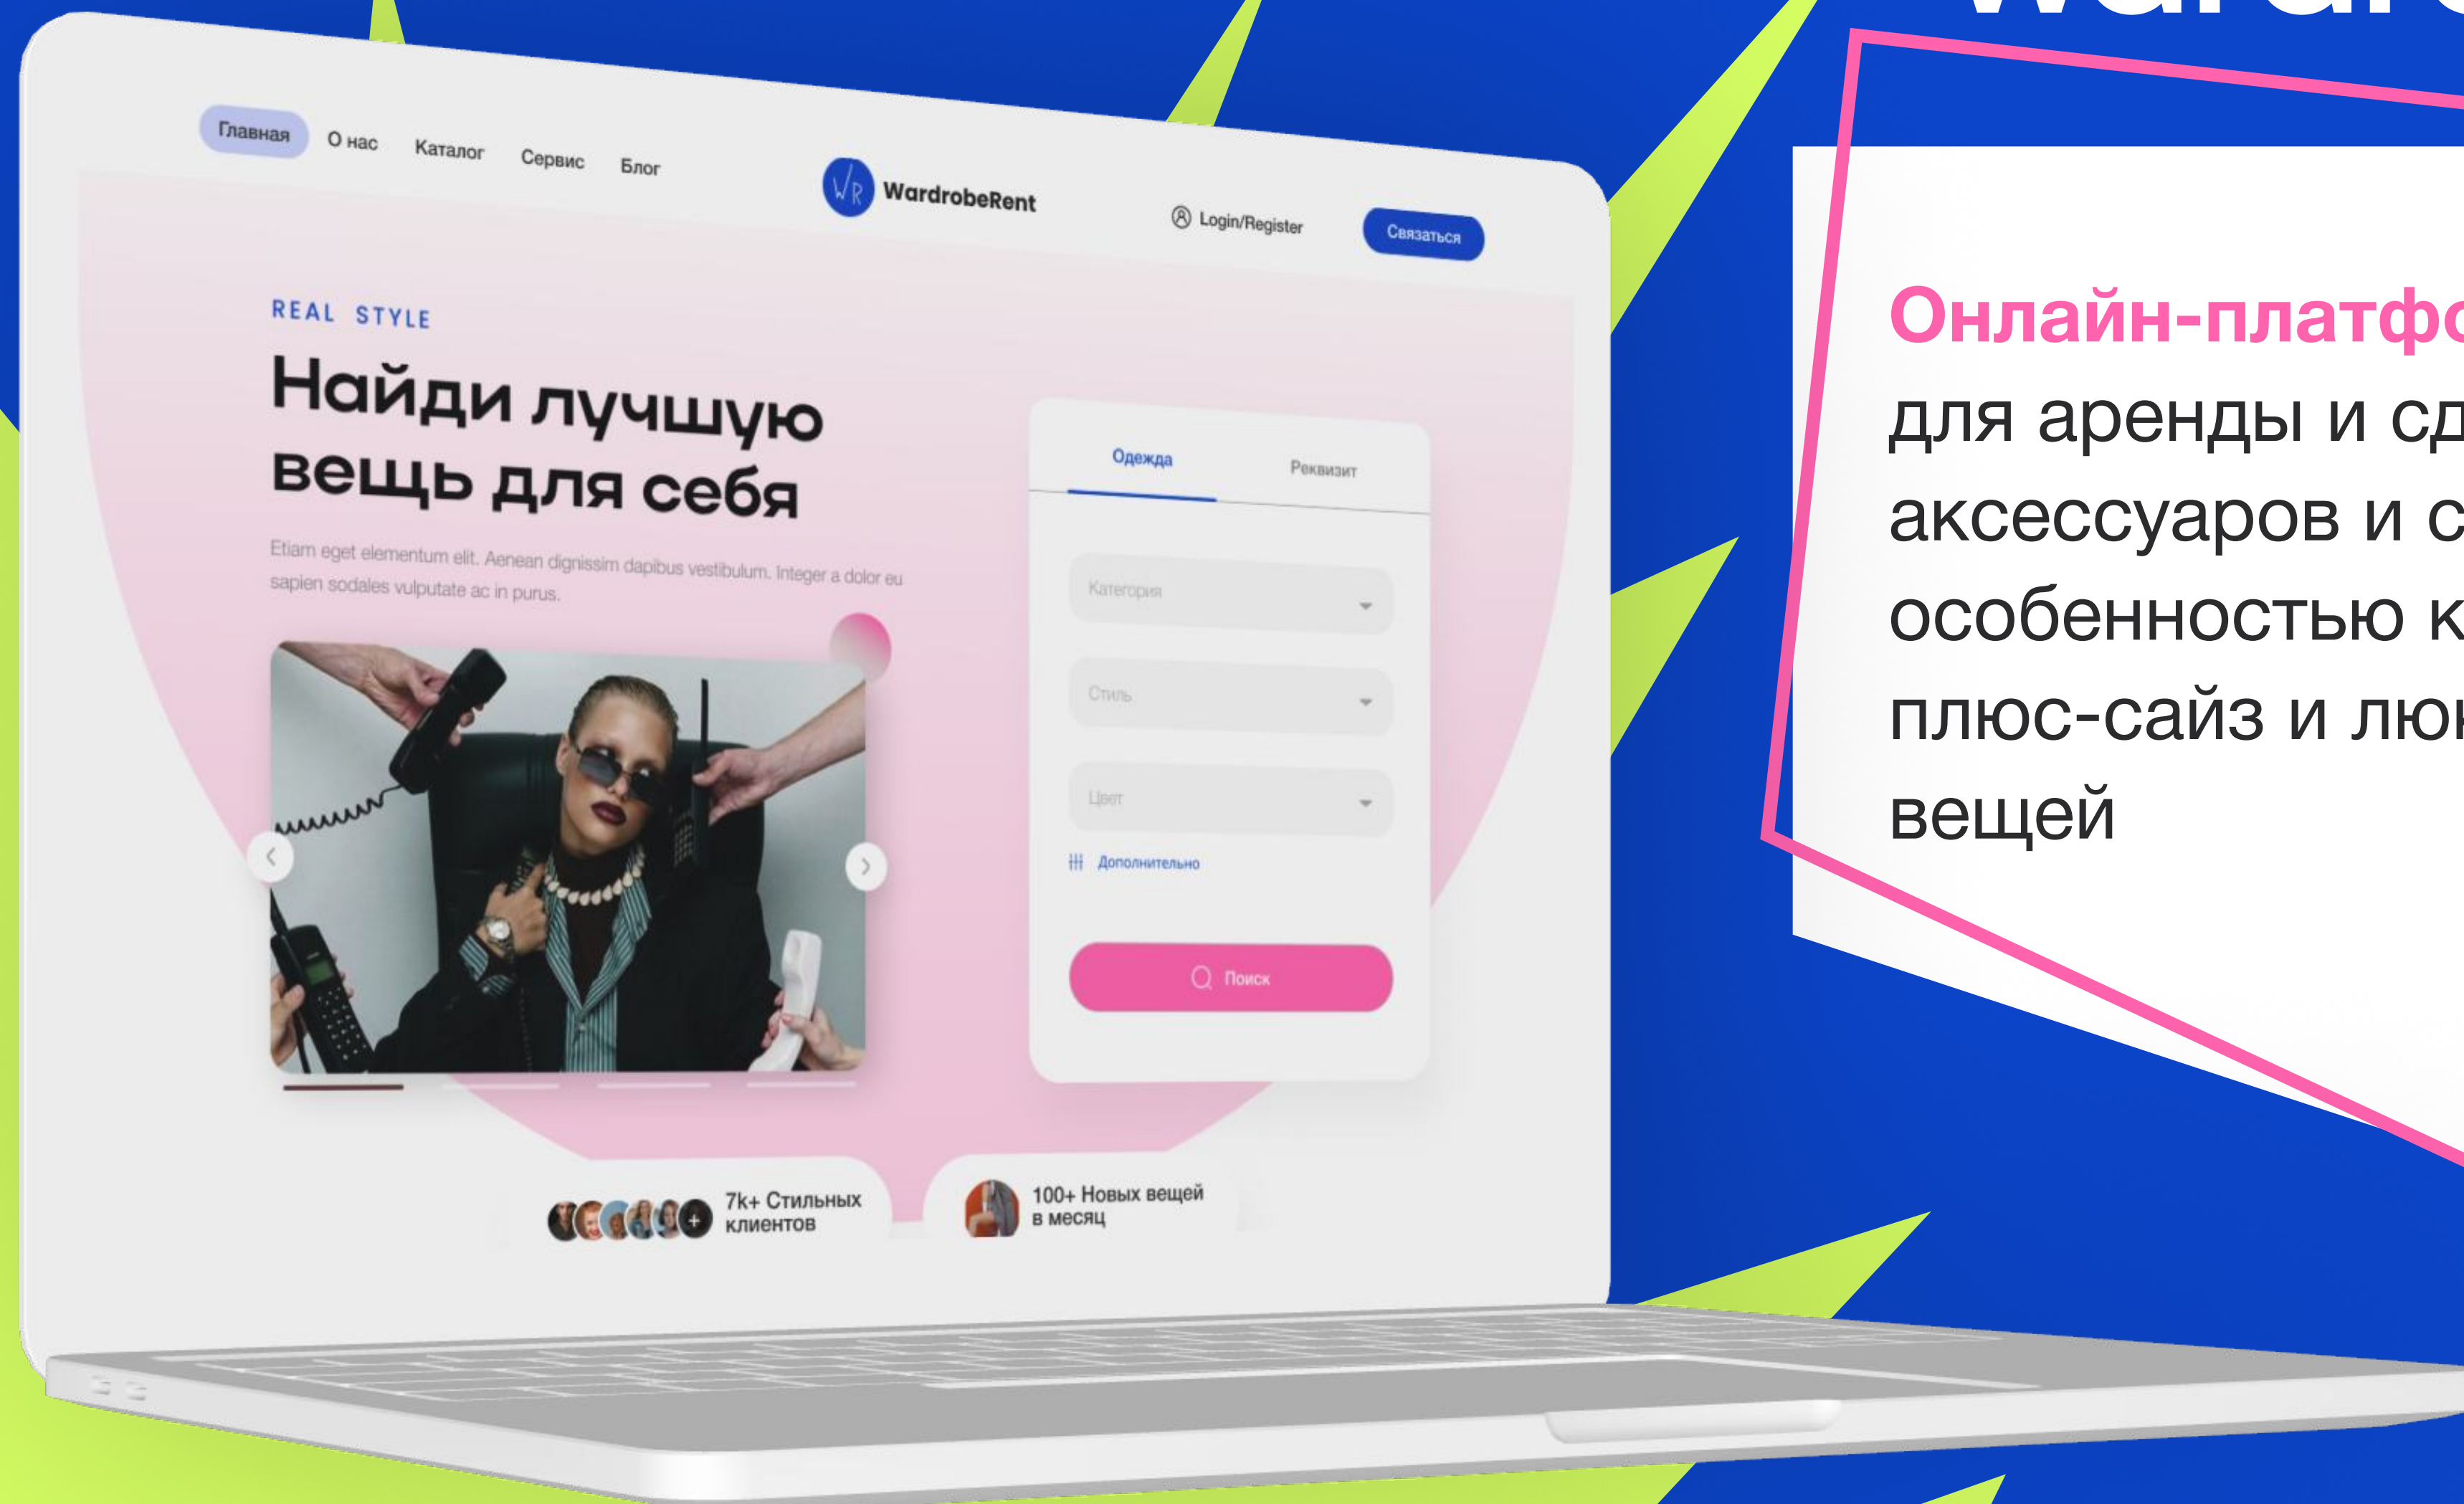 Главная О нас Каталог Сервис Блог
WR WardrobeRent
Login/Register
Связаться
REAL STYLE
Найди лучшую
вещь для себя
Etiam eget elementum elit. Aenean dignissim dapibus vestibulum. Integer a dolor eu
sapien sodales vulputate ac in purus.
Одежда Реквизит
Категория
Стиль
Цвет
Дополнительно
Поиск
7k+ Стильных
клиентов
100+ Новых вещей
в месяц
Онлайн-платфо
для аренды и сд
аксессуаров и с
особенностью к
плюс-сайз и люк
вещей